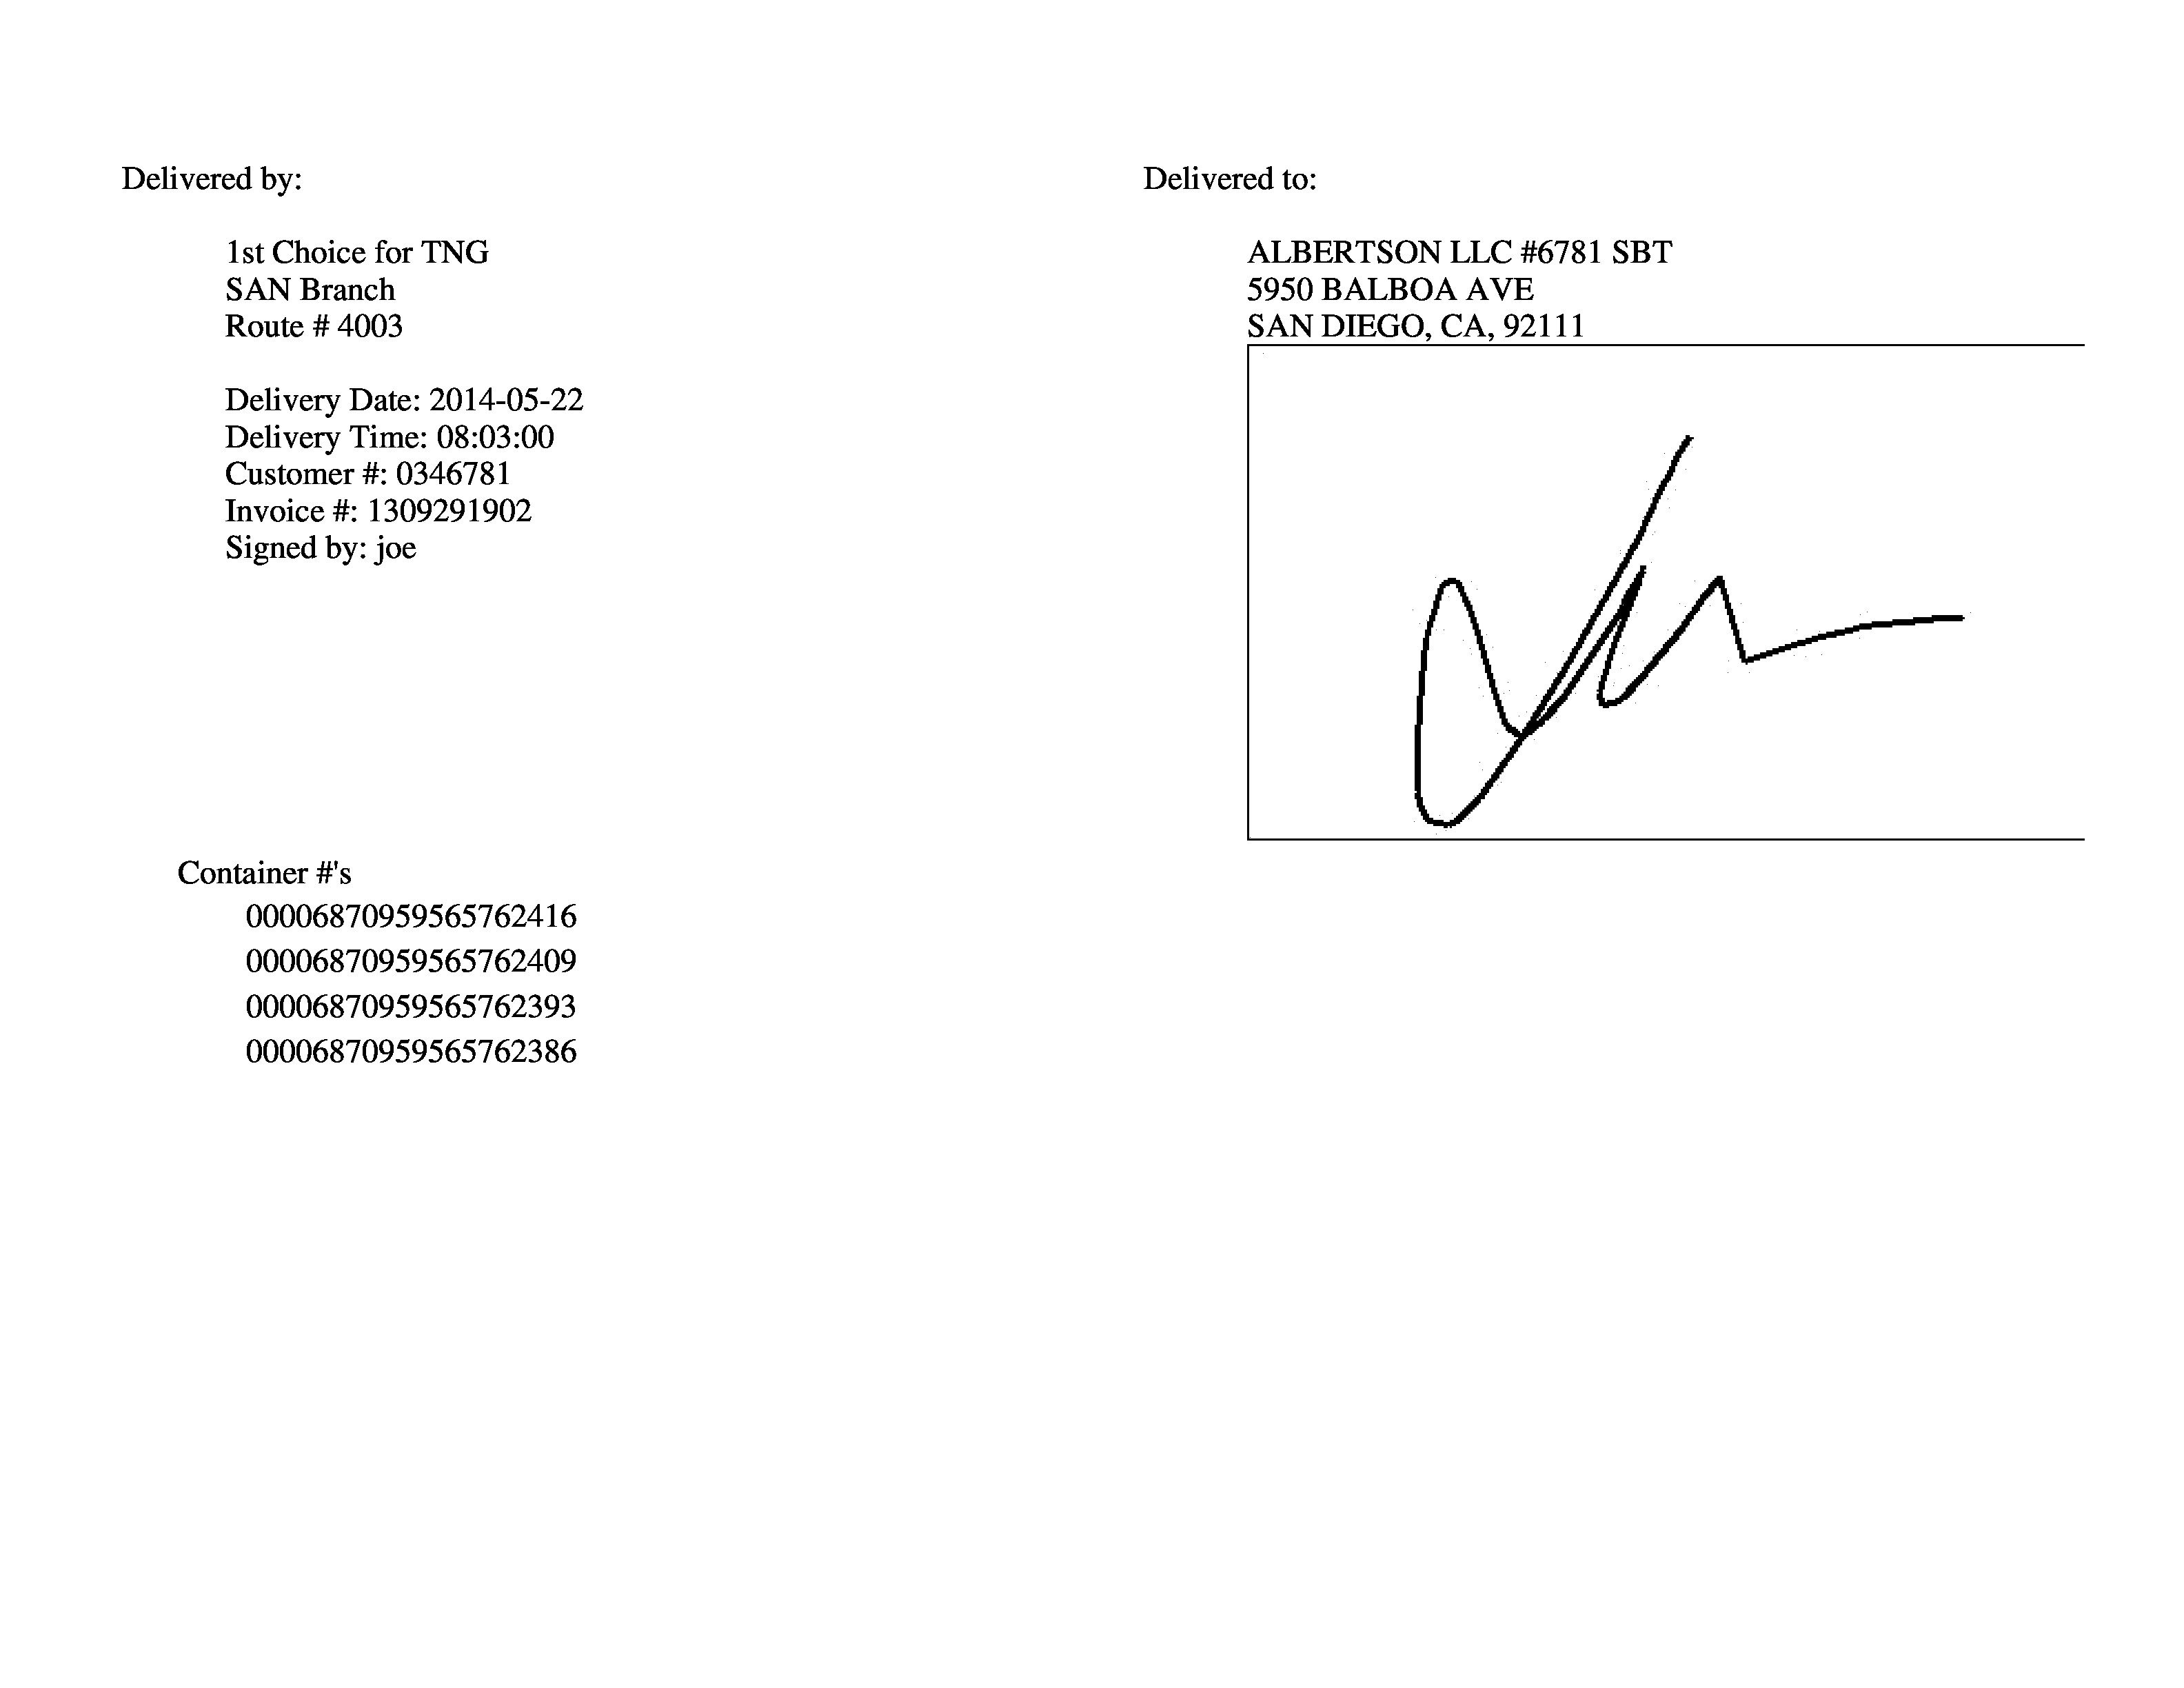 Delivered by:
1st Choice for TNG
SAN Branch
Route # 4003
Delivery Date: 2014-05-22
Delivery Time: 08:03:00
Customer #: 0346781
Invoice #: 1309291902
Signed by: joe
Delivered to:
ALBERTSON LLC #6781 SBT
5950 BALBOA AVE
SAN DIEGO, CA, 92111
Container #'s
00006870959565762416
00006870959565762409
00006870959565762393
00006870959565762386